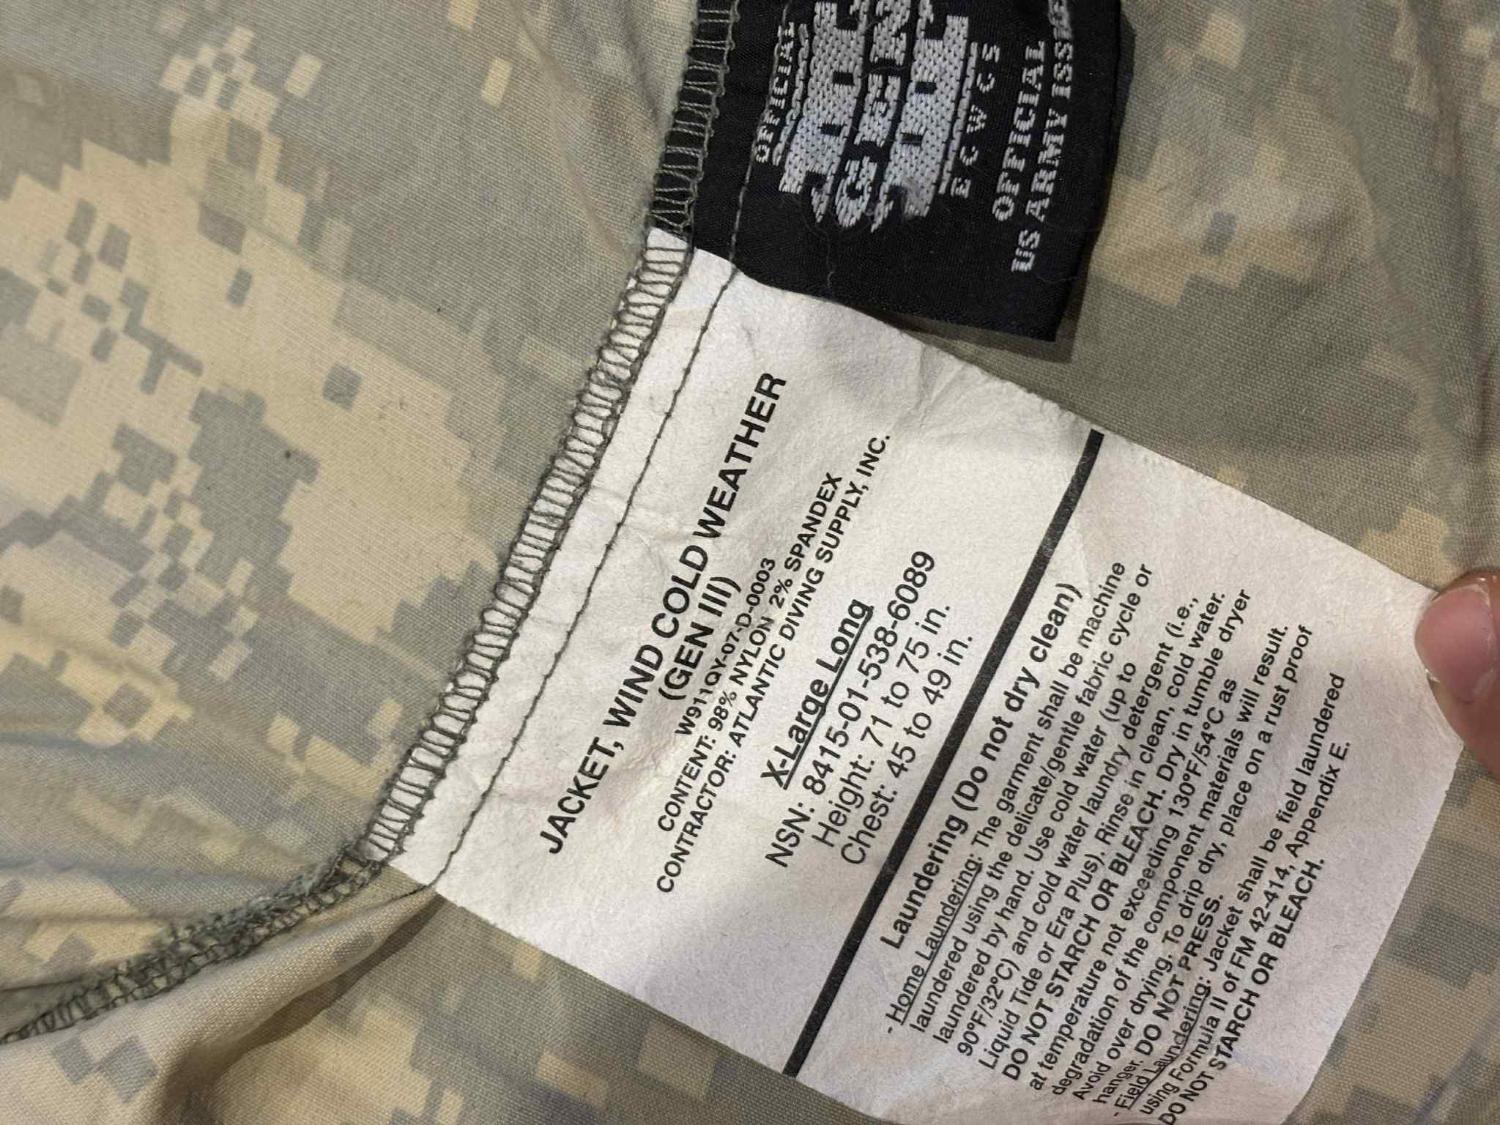 OFFICIAL
GEN
ECWCS
OFFICIAL
US ARMY ISSUE
JACKET, WIND COLD WEATHER
(GEN III)
W911QY-07-D-0003
CONTENT: 98% NYLON 2% SPANDEX
CONTRACTOR: ATLANTIC DIVING SUPPLY, INC.
X-Large Long
NSN: 8415-01-538-6089
Height: 71 to 75 in.
Chest: 45 to 49 in.
Laundering (Do not dry clean)
- Home Laundering: The garment shall be machine
laundered using the delicate/gentle fabric cycle or
laundered by hand. Use cold water (up to
90°F/32°C) and cold water laundry detergent (i.e.,
Liquid Tide or Era Plus). Rinse in clean, cold water.
DO NOT STARCH OR BLEACH. Dry in tumble dryer
at temperature not exceeding 130°F/54°C as
degradation of the component materials will result.
Avoid over drying. To drip dry, place on a rust proof
hanger. DO NOT PRESS.
- Field Laundering: Jacket shall be field laundered
using Formula II of FM 42-414, Appendix E.
DO NOT STARCH OR BLEACH.